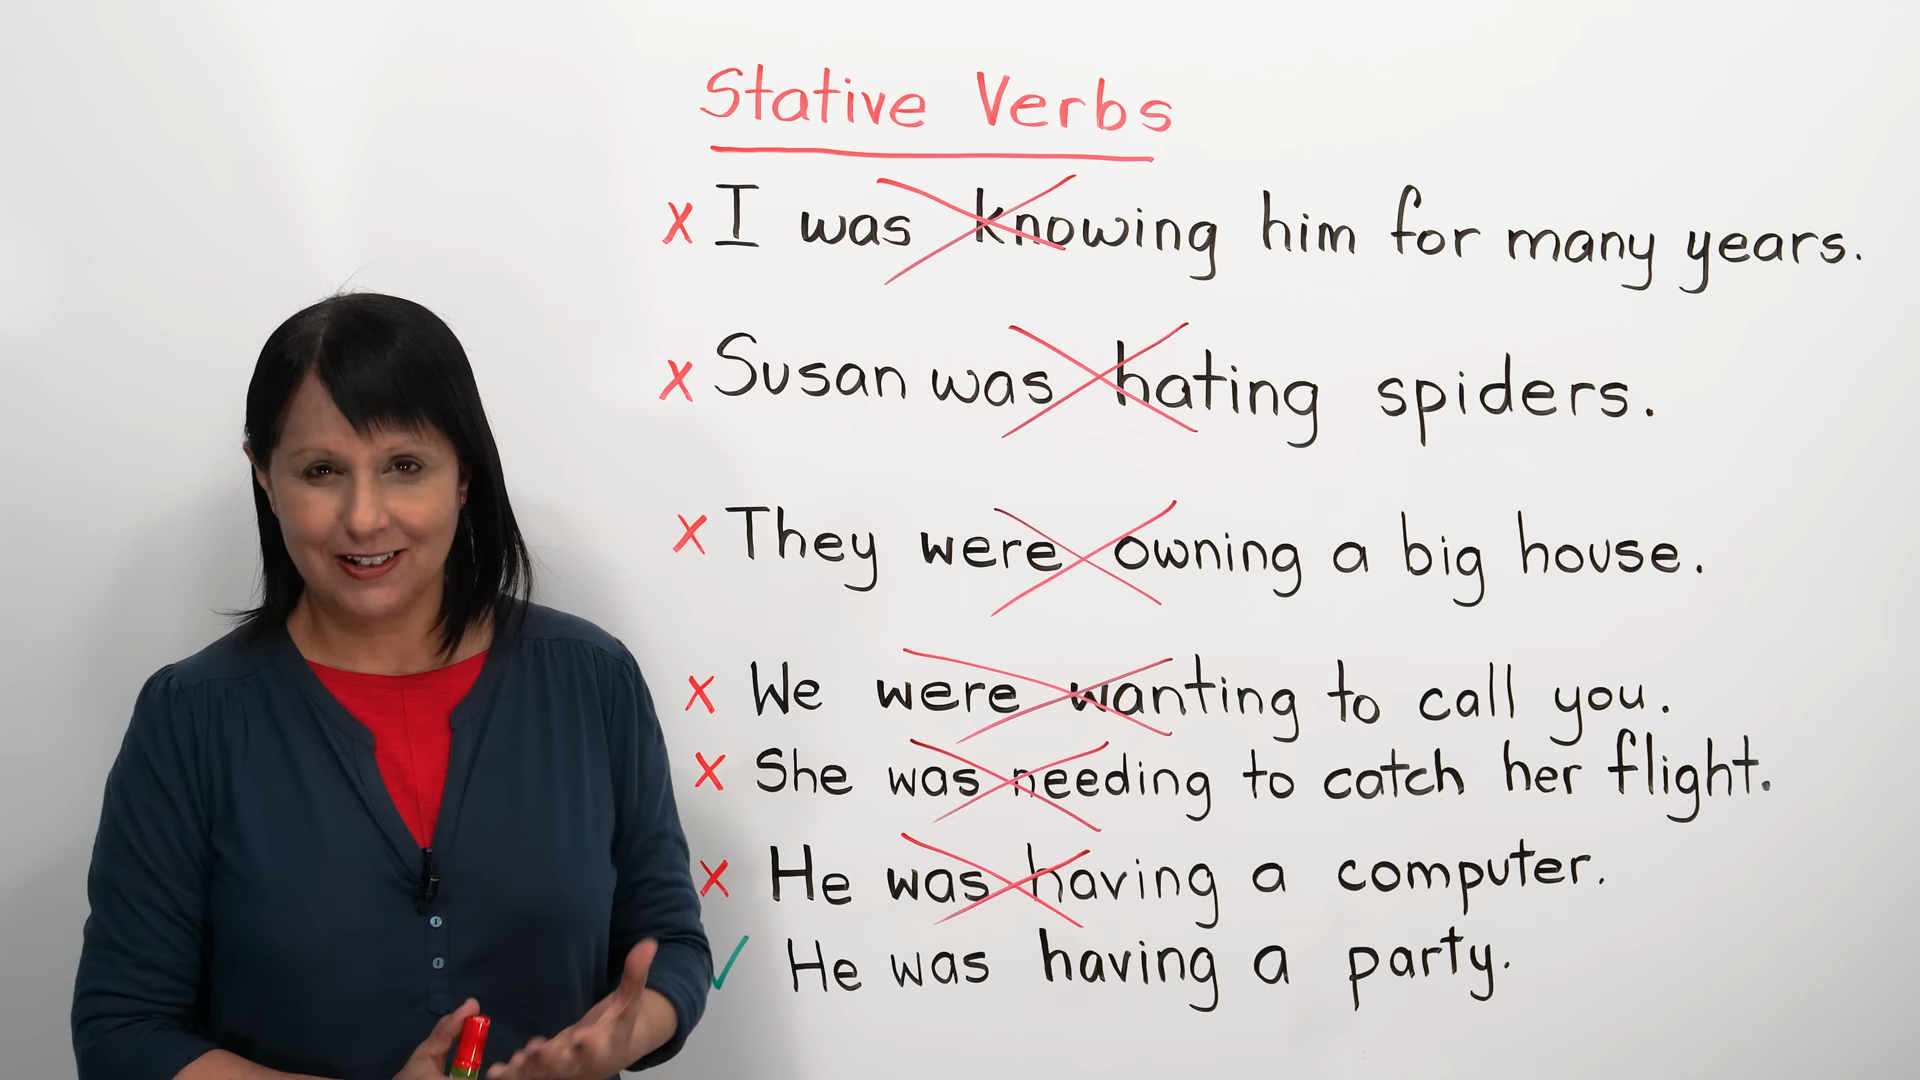 Stative Verbs
x I was knowing him for many years.
x Susan was hating spiders.
x They were owning a big house.
x We were wanting to call you.
x She was needing to catch her flight.
x He was having a computer.
✓ He was having a party.